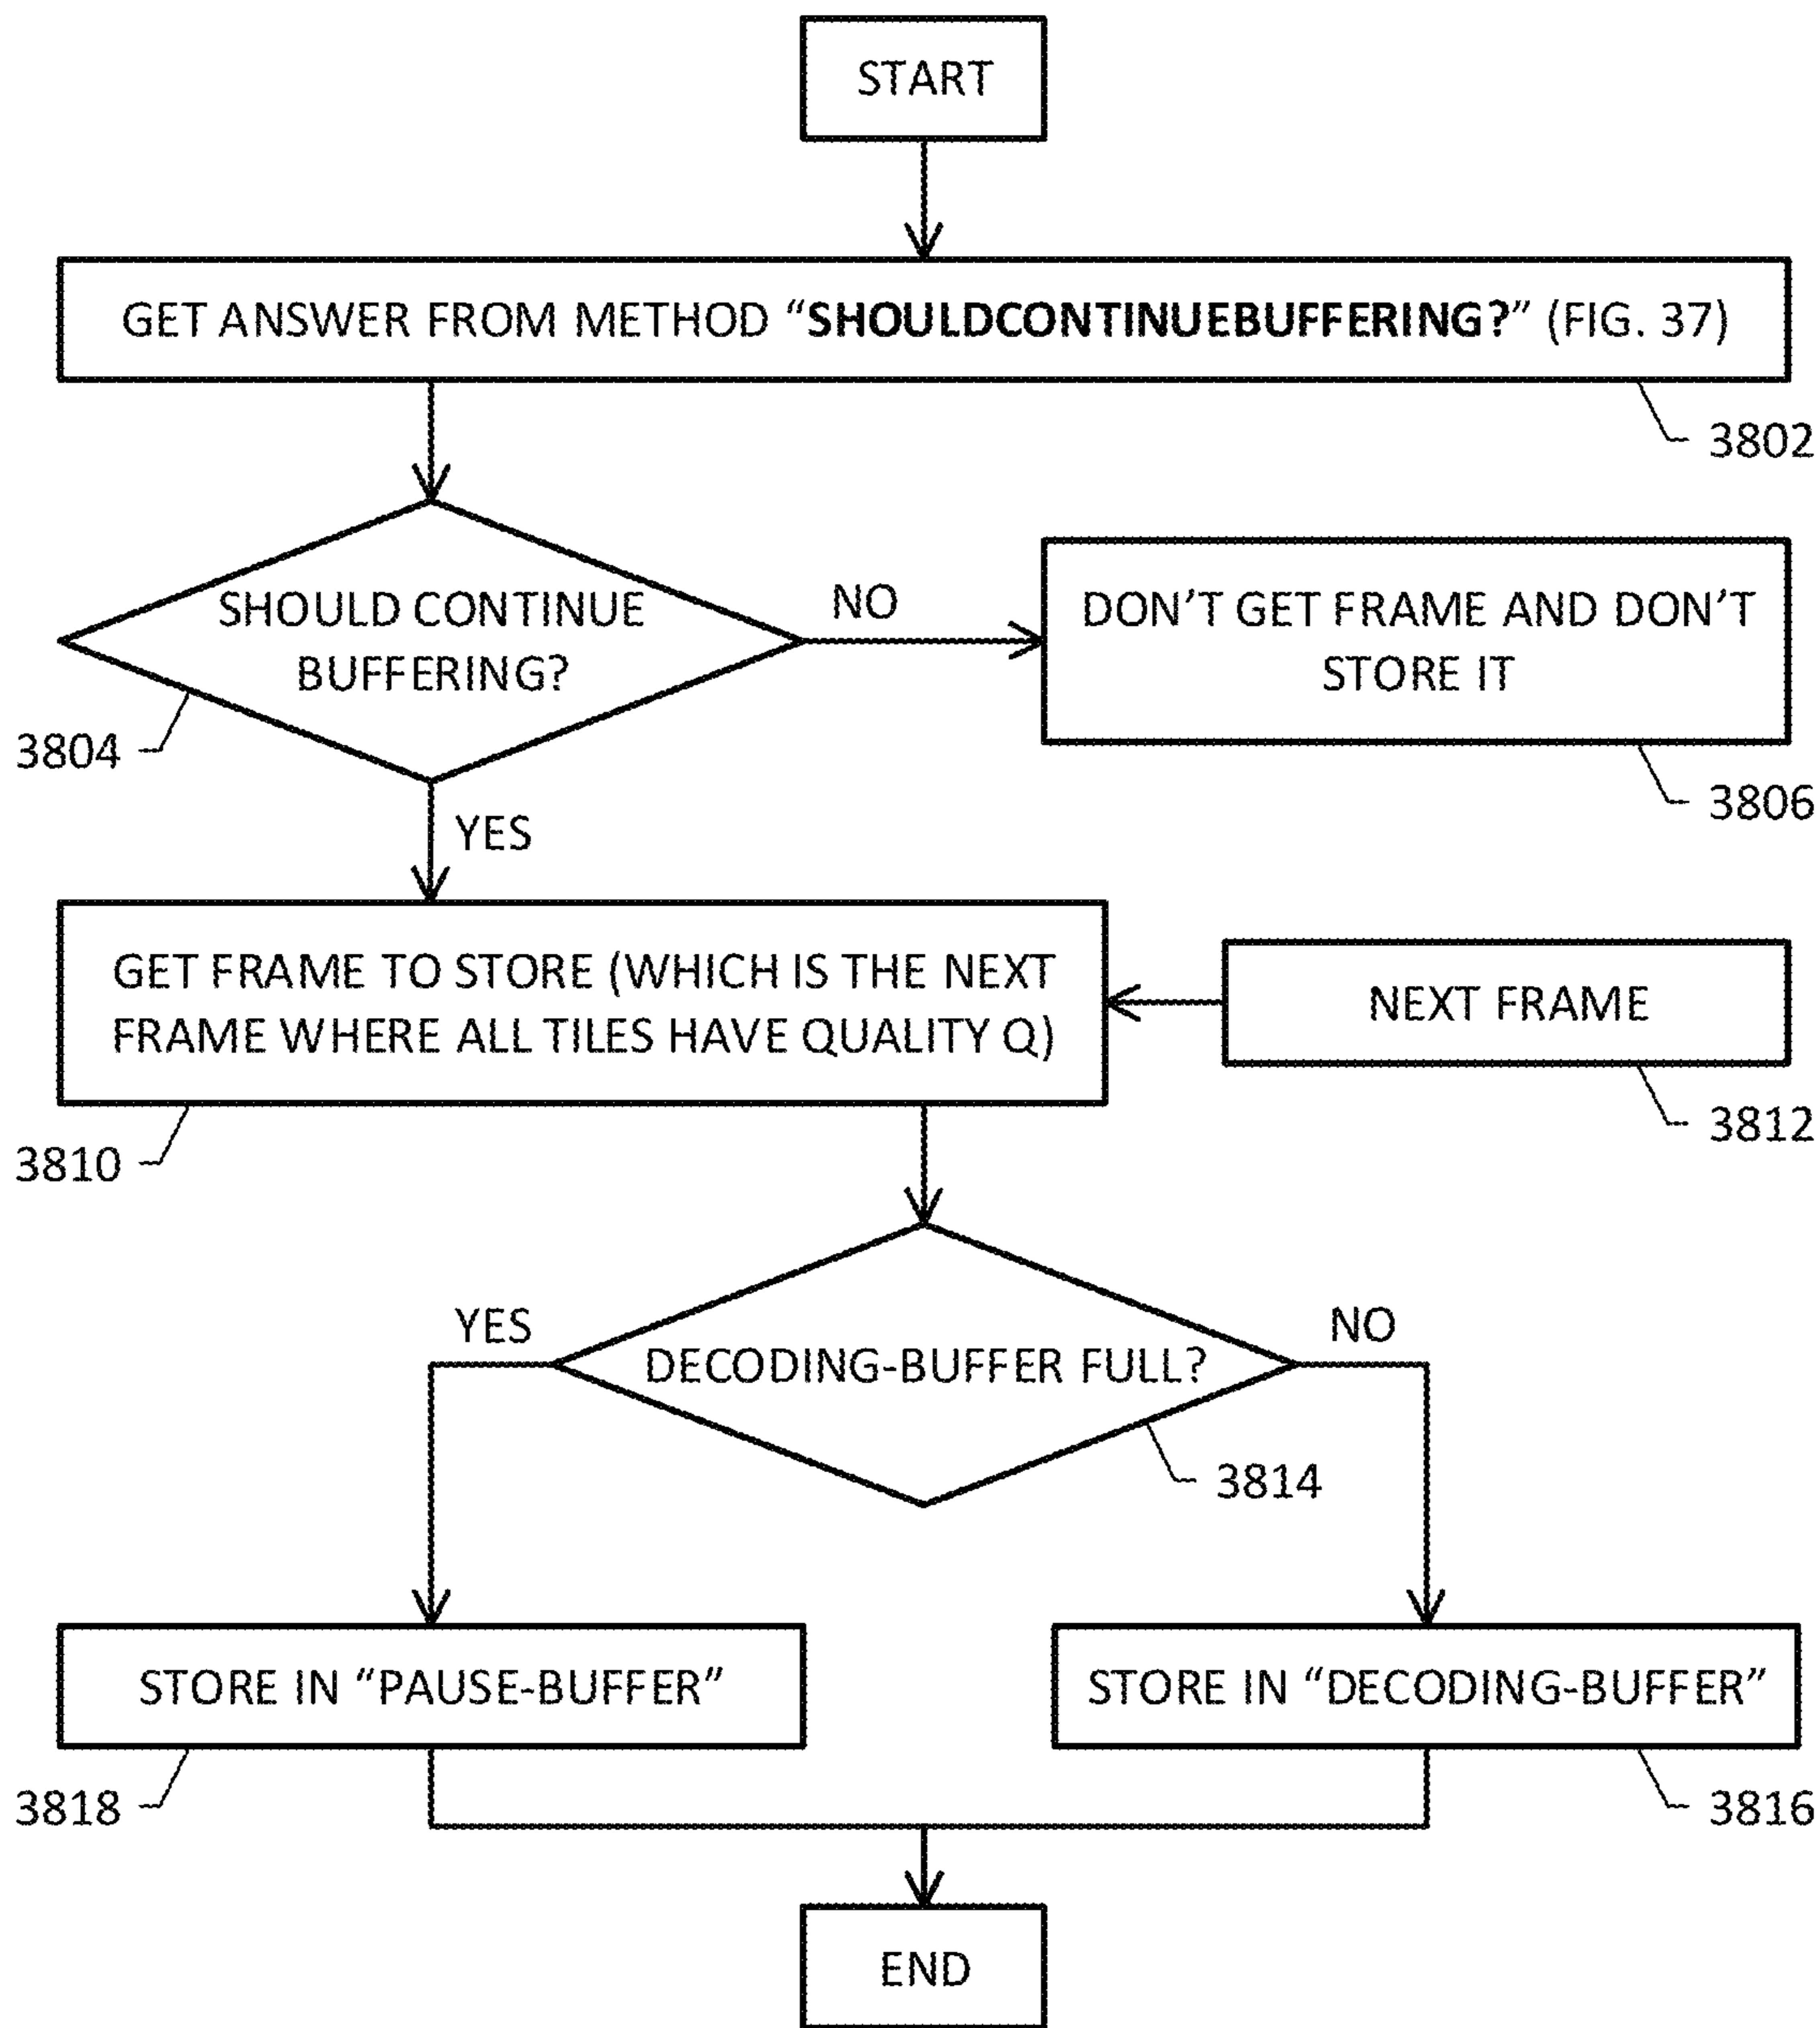 START
GET ANSWER FROM METHOD “SHOULDCONTINUEBUFFERING?” (FIG. 37)
3802
SHOULD CONTINUE
BUFFERING?
NO
DON’T GET FRAME AND DON’T
STORE IT
3804
3806
YES
GET FRAME TO STORE (WHICH IS THE NEXT
FRAME WHERE ALL TILES HAVE QUALITY Q)
NEXT FRAME
3810
3812
YES
NO
DECODING-BUFFER FULL?
3814
STORE IN “PAUSE-BUFFER”
STORE IN “DECODING-BUFFER”
3818
3816
END